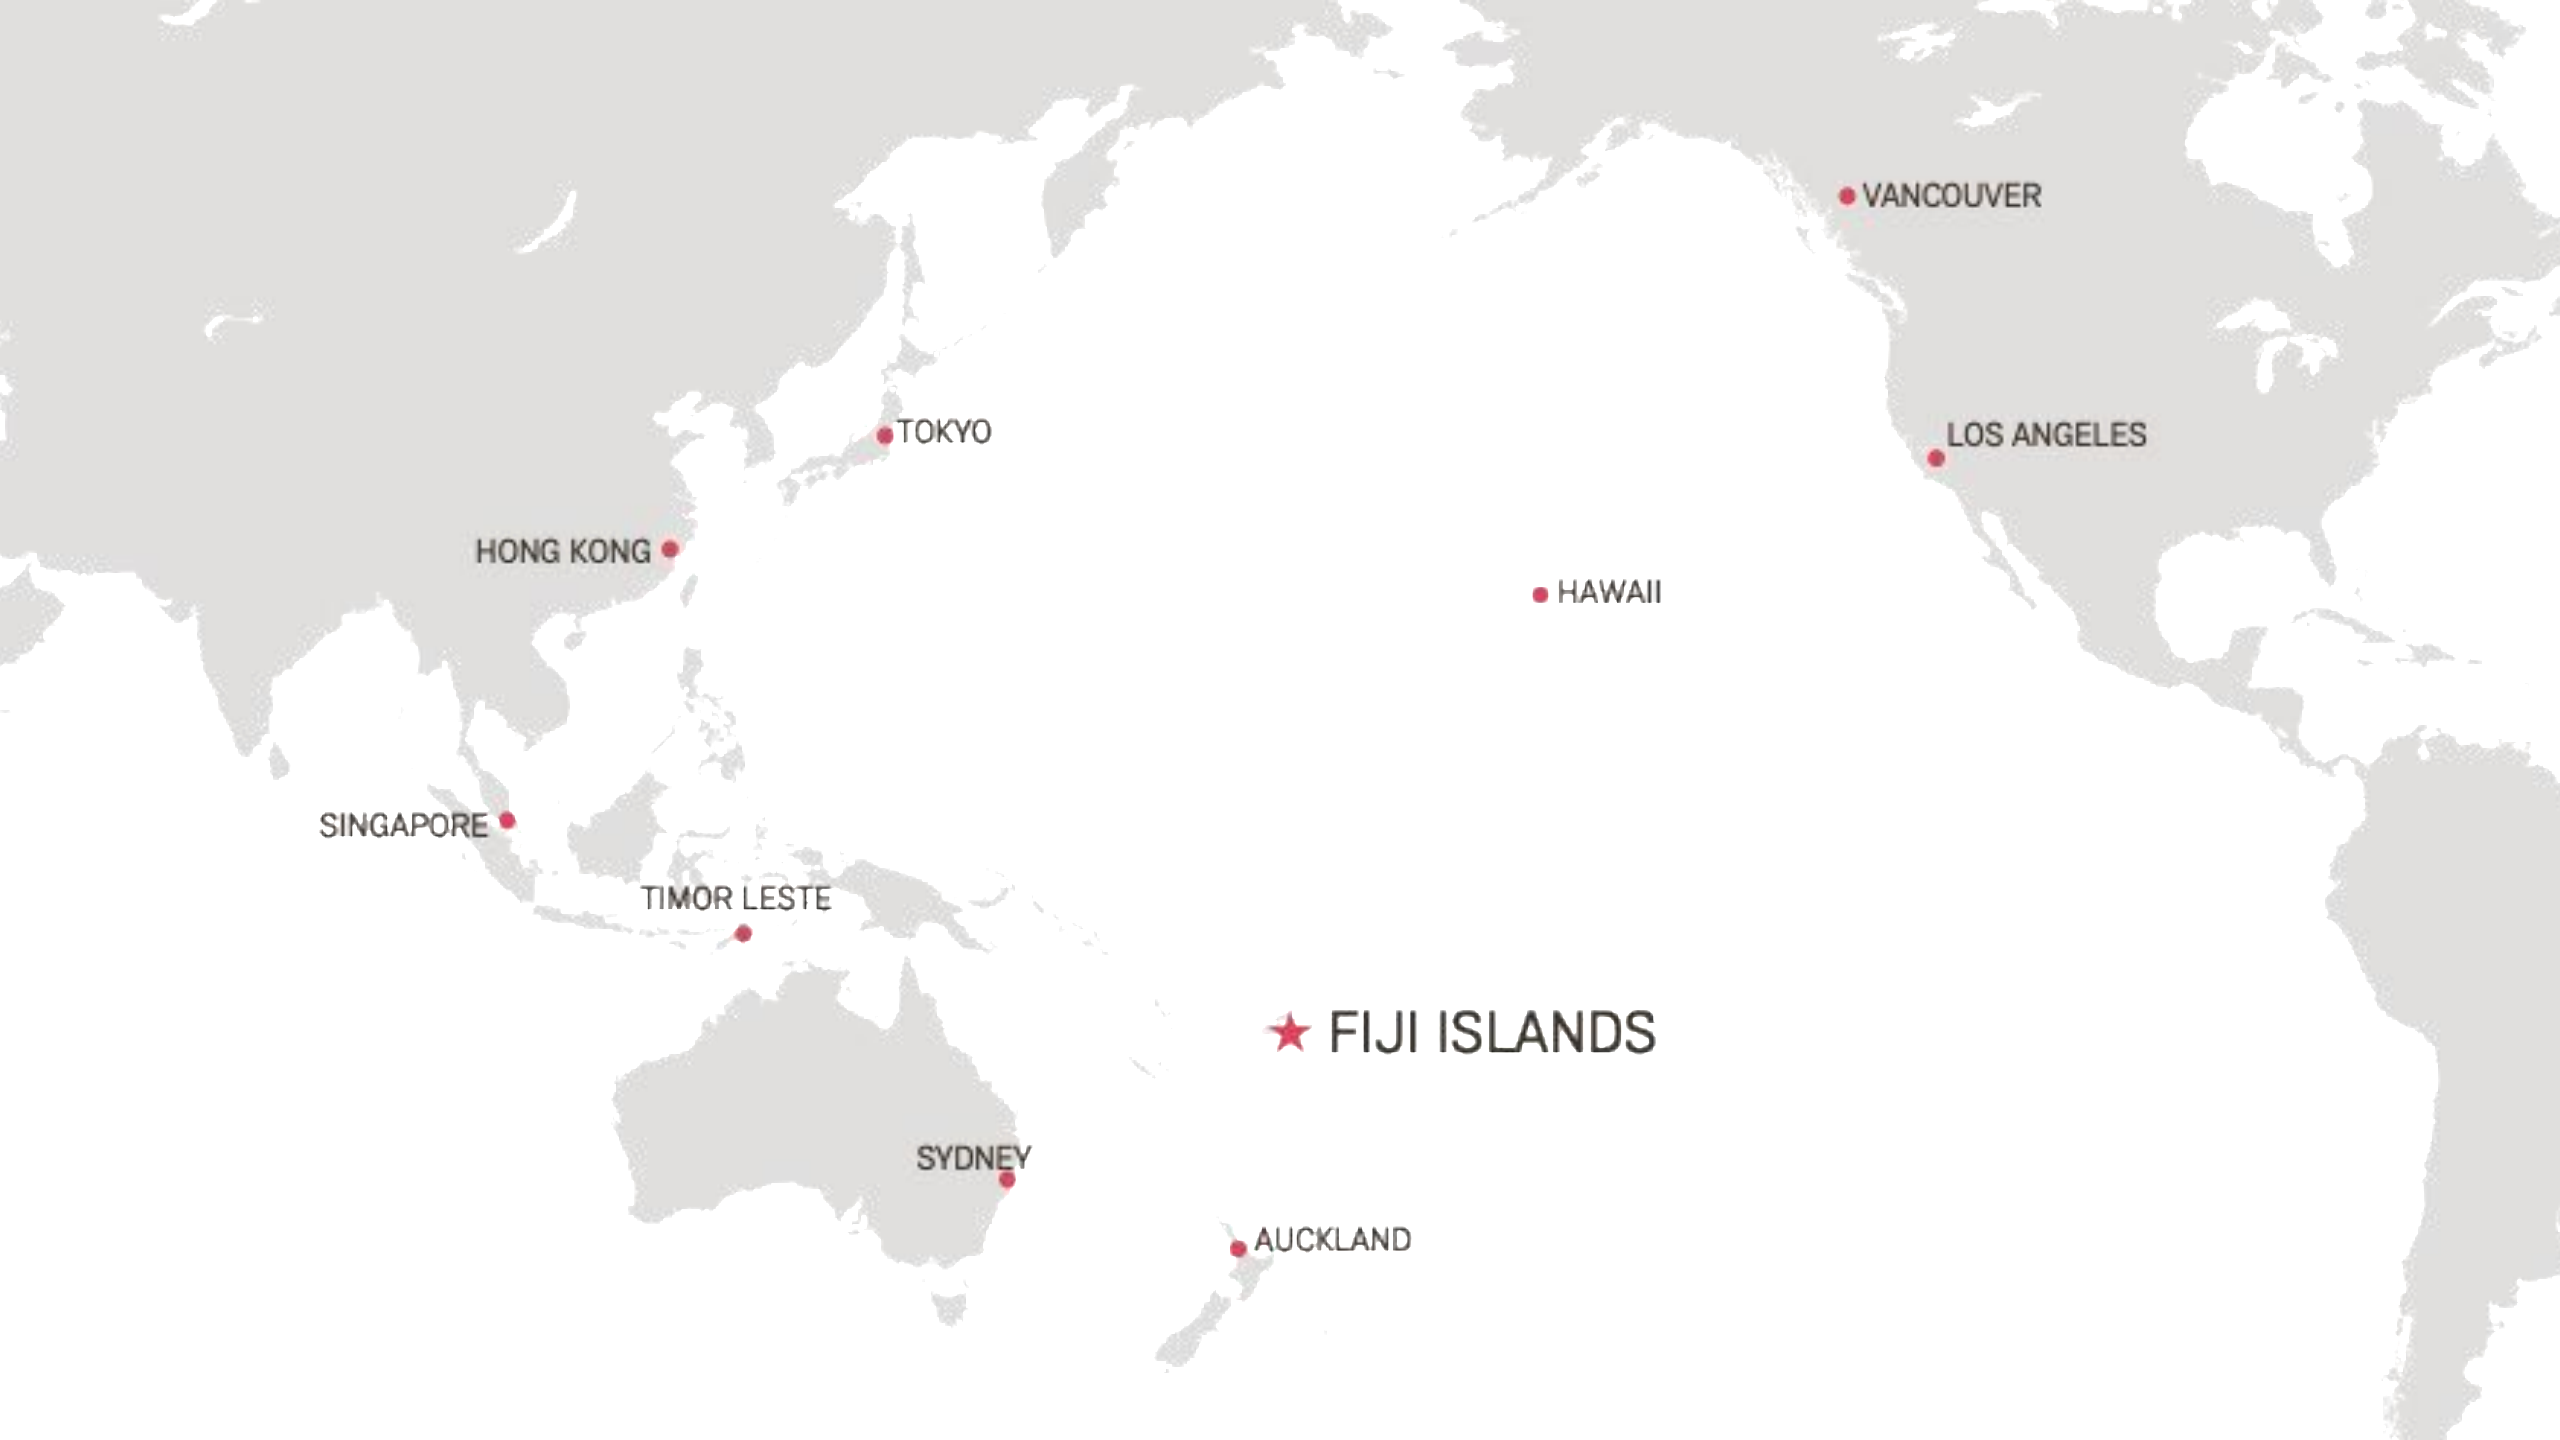 VANCOUVER
TOKYO
LOS ANGELES
HONG KONG
HAWAII
SINGAPORE
TIMOR LESTE
FIJI ISLANDS
SYDNEY
AUCKLAND